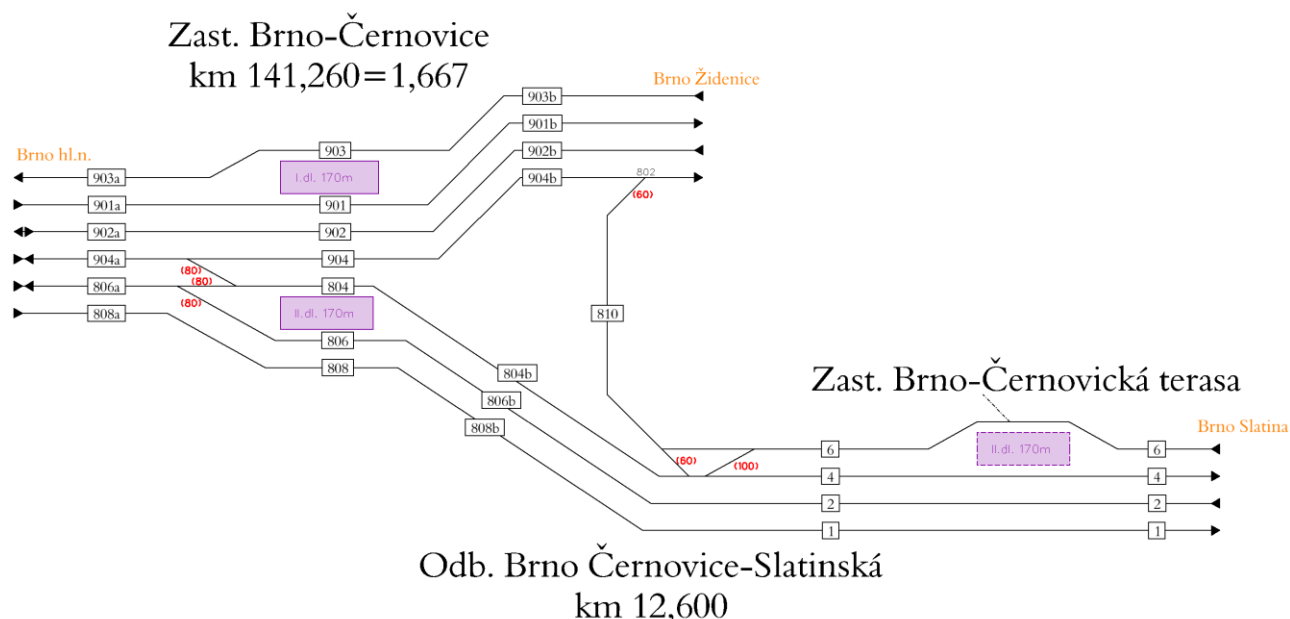 Zast. Brno-Černovice
km 141,260=1,667
Brno Židenice
903b
901b
Brno hl.n.
903
902b
903a
I.dl. 170m
904b
802
(60)
901a
901
902a
902
904a
904
(80)
(80)
806a
804
(80)
808a
II.dl. 170m
810
806
808
804b
Zast. Brno-Černovická terasa
806b
808b
Brno Slatina
6
II.dl. 170m
6
(60)
(100)
4
4
2
2
1
1
Odb. Brno Černovice-Slatinská
km 12,600